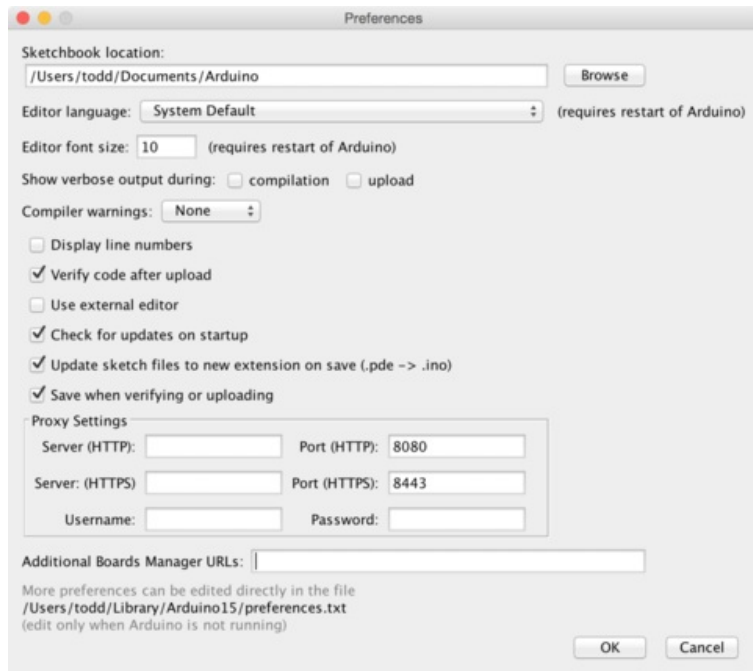 Preferences
Sketchbook location:
/Users/todd/Documents/Arduino Browse
Editor language: System Default (requires restart of Arduino)
Editor font size: 10 (requires restart of Arduino)
Show verbose output during: compilation upload
Compiler warnings: None
Display line numbers
Verify code after upload
Use external editor
Check for updates on startup
Update sketch files to new extension on save (.pde -> .ino)
Save when verifying or uploading
Proxy Settings
Server (HTTP): Port (HTTP): 8080
Server: (HTTPS) Port (HTTPS): 8443
Username: Password:
Additional Boards Manager URLs:
More preferences can be edited directly in the file
/Users/todd/Library/Arduino15/preferences.txt
(edit only when Arduino is not running)
OK Cancel